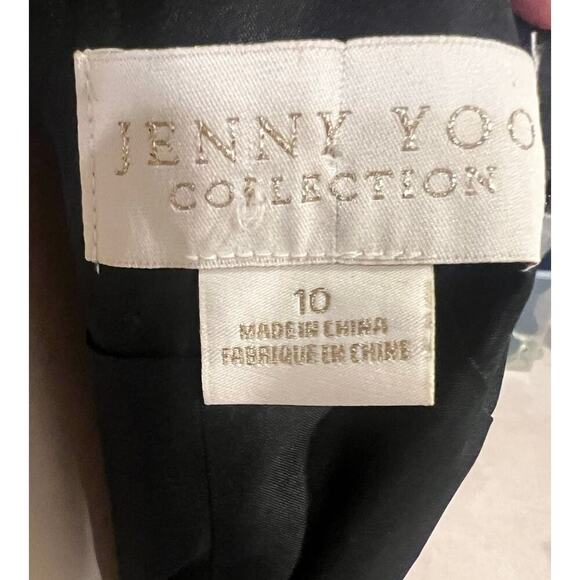 JENNY YOO
COLLECTION
10
MADE IN CHINA
FABRIQUE EN CHINE